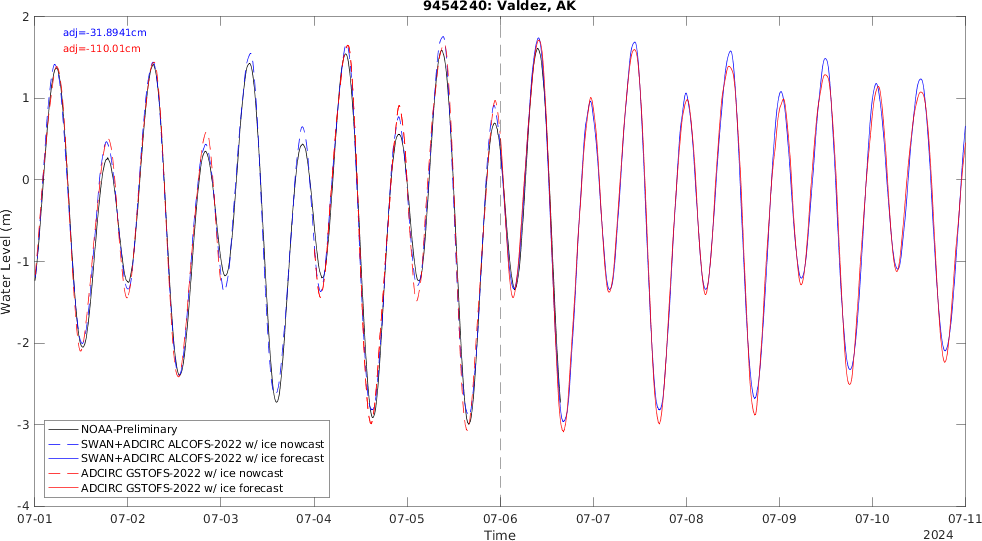 9454240: Valdez, AK
adj=-31.8941cm
adj=-110.01cm
2
1
0
-1
-2
-3
-4
Water Level (m)
NOAA-Preliminary
SWAN+ADCIRC ALCOFS-2022 w/ ice nowcast
SWAN+ADCIRC ALCOFS-2022 w/ ice forecast
ADCIRC GSTOFS-2022 w/ ice nowcast
ADCIRC GSTOFS-2022 w/ ice forecast
07-01 07-02 07-03 07-04 07-05 07-06 07-07 07-08 07-09 07-10 07-11
Time
2024